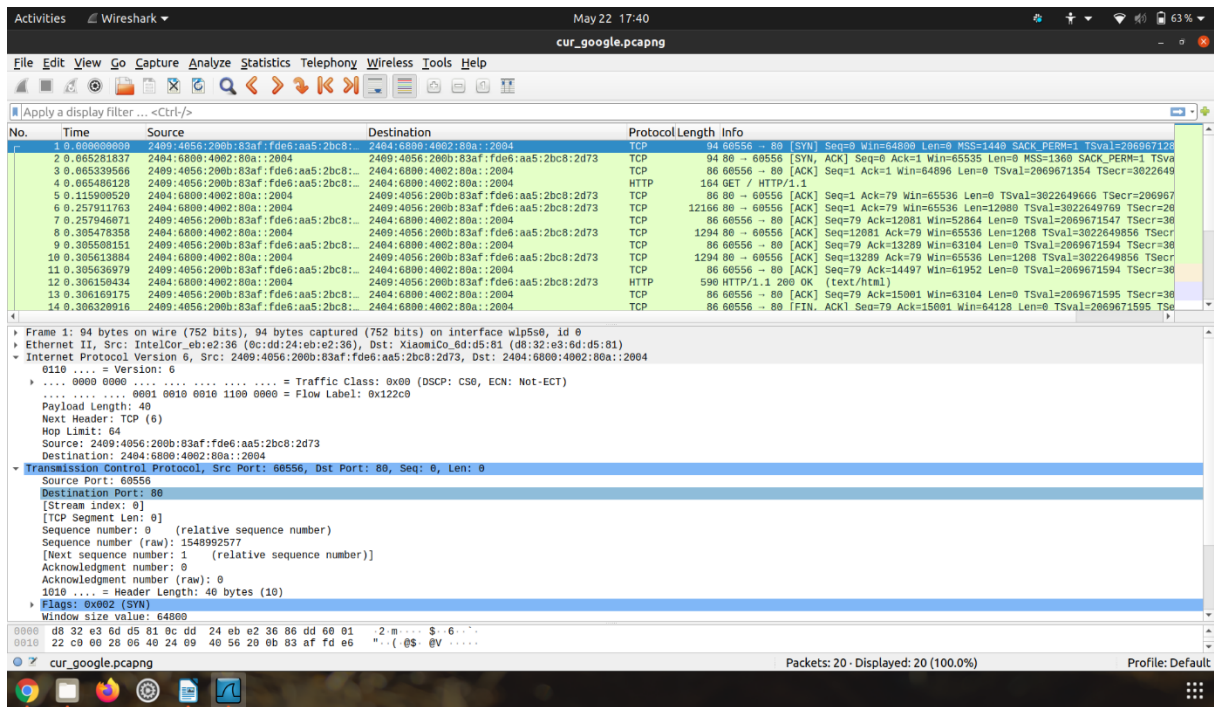 Activities Wireshark May 22 17:40 63 %
cur_google.pcapng
File Edit View Go Capture Analyze Statistics Telephony Wireless Tools Help
Apply a display filter … <Ctrl-/>
No. Time Source Destination Protocol Length Info
1 0.000000000 2409:4056:200b:83af:fde6:aa5:2bc8:… 2404:6800:4002:80a::2004 TCP 94 60556 → 80 [SYN] Seq=0 Win=64800 Len=0 MSS=1440 SACK_PERM=1 TSval=206967128
2 0.065281837 2404:6800:4002:80a::2004 2409:4056:200b:83af:fde6:aa5:2bc8:2d73 TCP 94 80 → 60556 [SYN, ACK] Seq=0 Ack=1 Win=65535 Len=0 MSS=1360 SACK_PERM=1 TSva
3 0.065339566 2409:4056:200b:83af:fde6:aa5:2bc8:… 2404:6800:4002:80a::2004 TCP 86 60556 → 80 [ACK] Seq=1 Ack=1 Win=64896 Len=0 TSval=2069671354 TSecr=3022649
4 0.065486128 2409:4056:200b:83af:fde6:aa5:2bc8:… 2404:6800:4002:80a::2004 HTTP 164 GET / HTTP/1.1
5 0.115900520 2404:6800:4002:80a::2004 2409:4056:200b:83af:fde6:aa5:2bc8:2d73 TCP 86 80 → 60556 [ACK] Seq=1 Ack=79 Win=65536 Len=0 TSval=3022649666 TSecr=206967
6 0.257911763 2404:6800:4002:80a::2004 2409:4056:200b:83af:fde6:aa5:2bc8:2d73 TCP 12166 80 → 60556 [ACK] Seq=1 Ack=79 Win=65536 Len=12080 TSval=3022649769 TSecr=20
7 0.257946071 2409:4056:200b:83af:fde6:aa5:2bc8:… 2404:6800:4002:80a::2004 TCP 86 60556 → 80 [ACK] Seq=79 Ack=12081 Win=52864 Len=0 TSval=2069671547 TSecr=30
8 0.305478358 2404:6800:4002:80a::2004 2409:4056:200b:83af:fde6:aa5:2bc8:2d73 TCP 1294 80 → 60556 [ACK] Seq=12081 Ack=79 Win=65536 Len=1208 TSval=3022649856 TSecr
9 0.305508151 2409:4056:200b:83af:fde6:aa5:2bc8:… 2404:6800:4002:80a::2004 TCP 86 60556 → 80 [ACK] Seq=79 Ack=13289 Win=63104 Len=0 TSval=2069671594 TSecr=30
10 0.305613884 2404:6800:4002:80a::2004 2409:4056:200b:83af:fde6:aa5:2bc8:2d73 TCP 1294 80 → 60556 [ACK] Seq=13289 Ack=79 Win=65536 Len=1208 TSval=3022649856 TSecr
11 0.305636979 2409:4056:200b:83af:fde6:aa5:2bc8:… 2404:6800:4002:80a::2004 TCP 86 60556 → 80 [ACK] Seq=79 Ack=14497 Win=61952 Len=0 TSval=2069671594 TSecr=30
12 0.306150434 2404:6800:4002:80a::2004 2409:4056:200b:83af:fde6:aa5:2bc8:2d73 HTTP 590 HTTP/1.1 200 OK (text/html)
13 0.306169175 2409:4056:200b:83af:fde6:aa5:2bc8:… 2404:6800:4002:80a::2004 TCP 86 60556 → 80 [ACK] Seq=79 Ack=15001 Win=63104 Len=0 TSval=2069671595 TSecr=30
14 0.306320916 2409:4056:200b:83af:fde6:aa5:2bc8:… 2404:6800:4002:80a::2004 TCP 86 60556 → 80 [FIN, ACK] Seq=79 Ack=15001 Win=64128 Len=0 TSval=2069671595 TSe
Frame 1: 94 bytes on wire (752 bits), 94 bytes captured (752 bits) on interface wlp5s0, id 0
Ethernet II, Src: IntelCor_eb:e2:36 (0c:dd:24:eb:e2:36), Dst: XiaomiCo_6d:d5:81 (d8:32:e3:6d:d5:81)
Internet Protocol Version 6, Src: 2409:4056:200b:83af:fde6:aa5:2bc8:2d73, Dst: 2404:6800:4002:80a::2004
0110 .... = Version: 6
.... 0000 0000 .... .... .... .... .... = Traffic Class: 0x00 (DSCP: CS0, ECN: Not-ECT)
.... .... .... 0001 0010 0010 1100 0000 = Flow Label: 0x122c0
Payload Length: 40
Next Header: TCP (6)
Hop Limit: 64
Source: 2409:4056:200b:83af:fde6:aa5:2bc8:2d73
Destination: 2404:6800:4002:80a::2004
Transmission Control Protocol, Src Port: 60556, Dst Port: 80, Seq: 0, Len: 0
Source Port: 60556
Destination Port: 80
[Stream index: 0]
[TCP Segment Len: 0]
Sequence number: 0 (relative sequence number)
Sequence number (raw): 1548992577
[Next sequence number: 1 (relative sequence number)]
Acknowledgment number: 0
Acknowledgment number (raw): 0
1010 .... = Header Length: 40 bytes (10)
Flags: 0x002 (SYN)
Window size value: 64800
0000 d8 32 e3 6d d5 81 0c dd 24 eb e2 36 86 dd 60 01 ·2·m···· $··6··`·
0010 22 c0 00 28 06 40 24 09 40 56 20 0b 83 af fd e6 "··(·@$· @V ·····
cur_google.pcapng Packets: 20 · Displayed: 20 (100.0%) Profile: Default